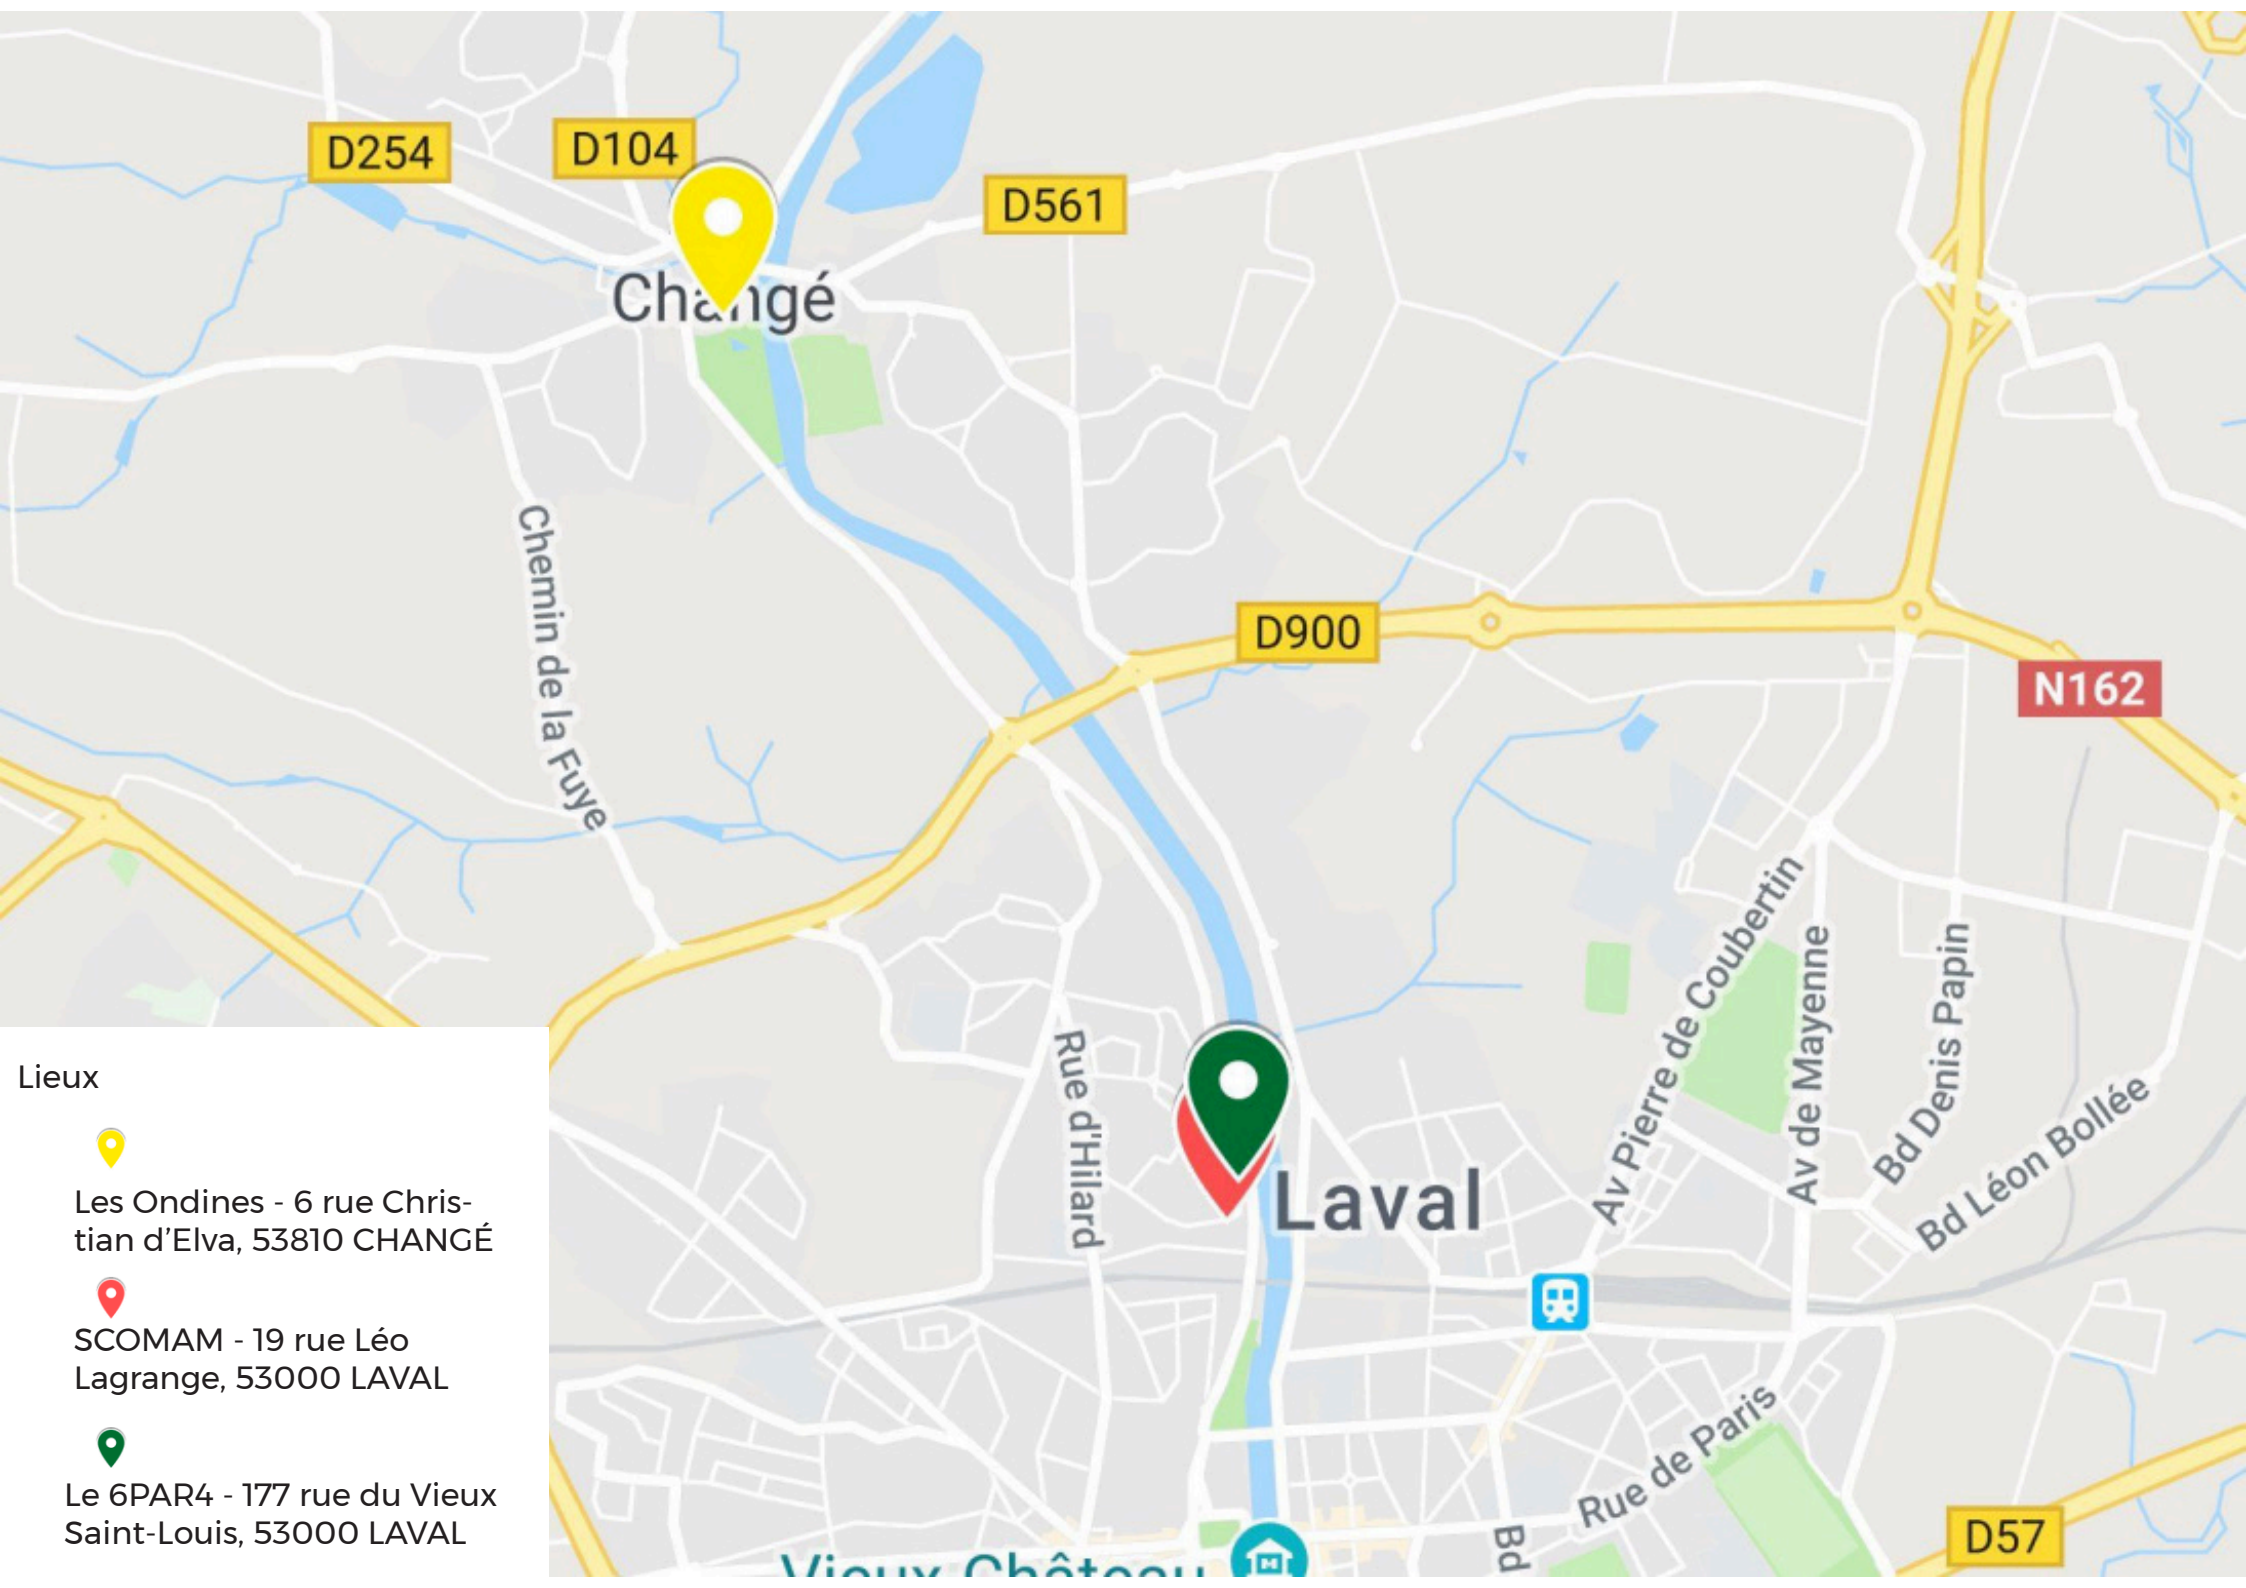 D254
D104
D561
Changé
Chemin de la Fuye
D900
N162
Av Pierre de Coubertin
Av de Mayenne
Bd Denis Papin
Bd Léon Bollée
Rue d'Hilard
Laval
Rue de Paris
Bd
D57
Vieux-Château
Lieux
Les Ondines - 6 rue Chris-
tian d’Elva, 53810 CHANGÉ
SCOMAM - 19 rue Léo
Lagrange, 53000 LAVAL
Le 6PAR4 - 177 rue du Vieux
Saint-Louis, 53000 LAVAL